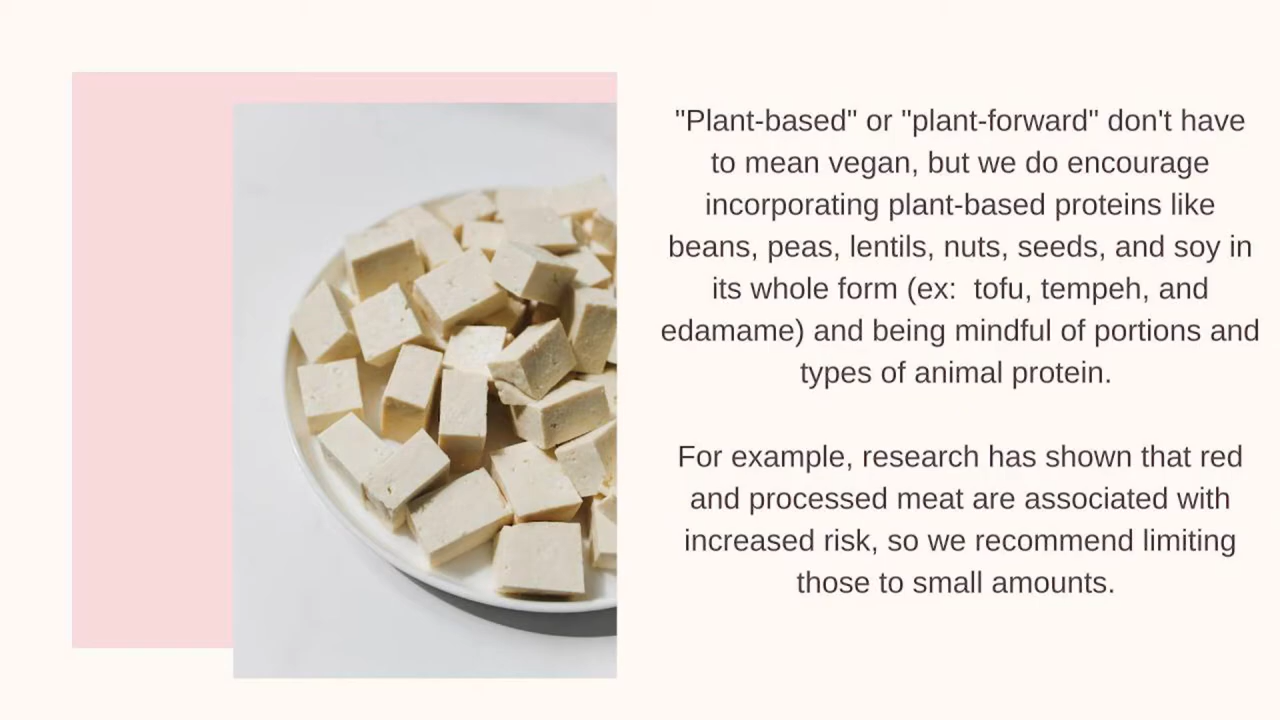 "Plant-based" or "plant-forward" don't have
to mean vegan, but we do encourage
incorporating plant-based proteins like
beans, peas, lentils, nuts, seeds, and soy in
its whole form (ex:  tofu, tempeh, and
edamame) and being mindful of portions and
types of animal protein.
For example, research has shown that red
and processed meat are associated with
increased risk, so we recommend limiting
those to small amounts.